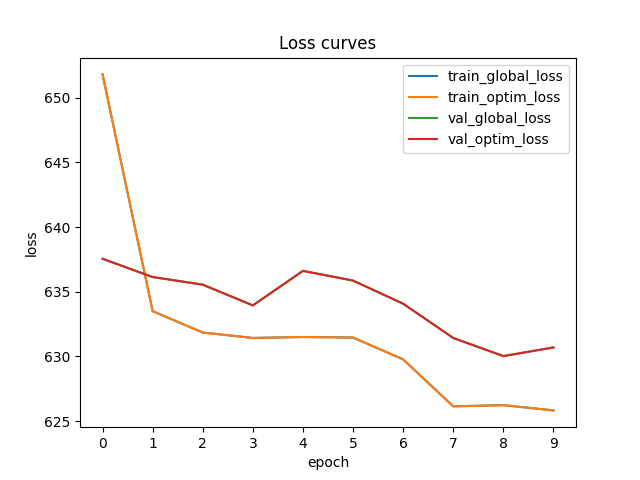 Loss curves
train_global_loss
train_optim_loss
val_global_loss
val_optim_loss
650
645
640
635
630
625
loss
0 1 2 3 4 5 6 7 8 9
epoch